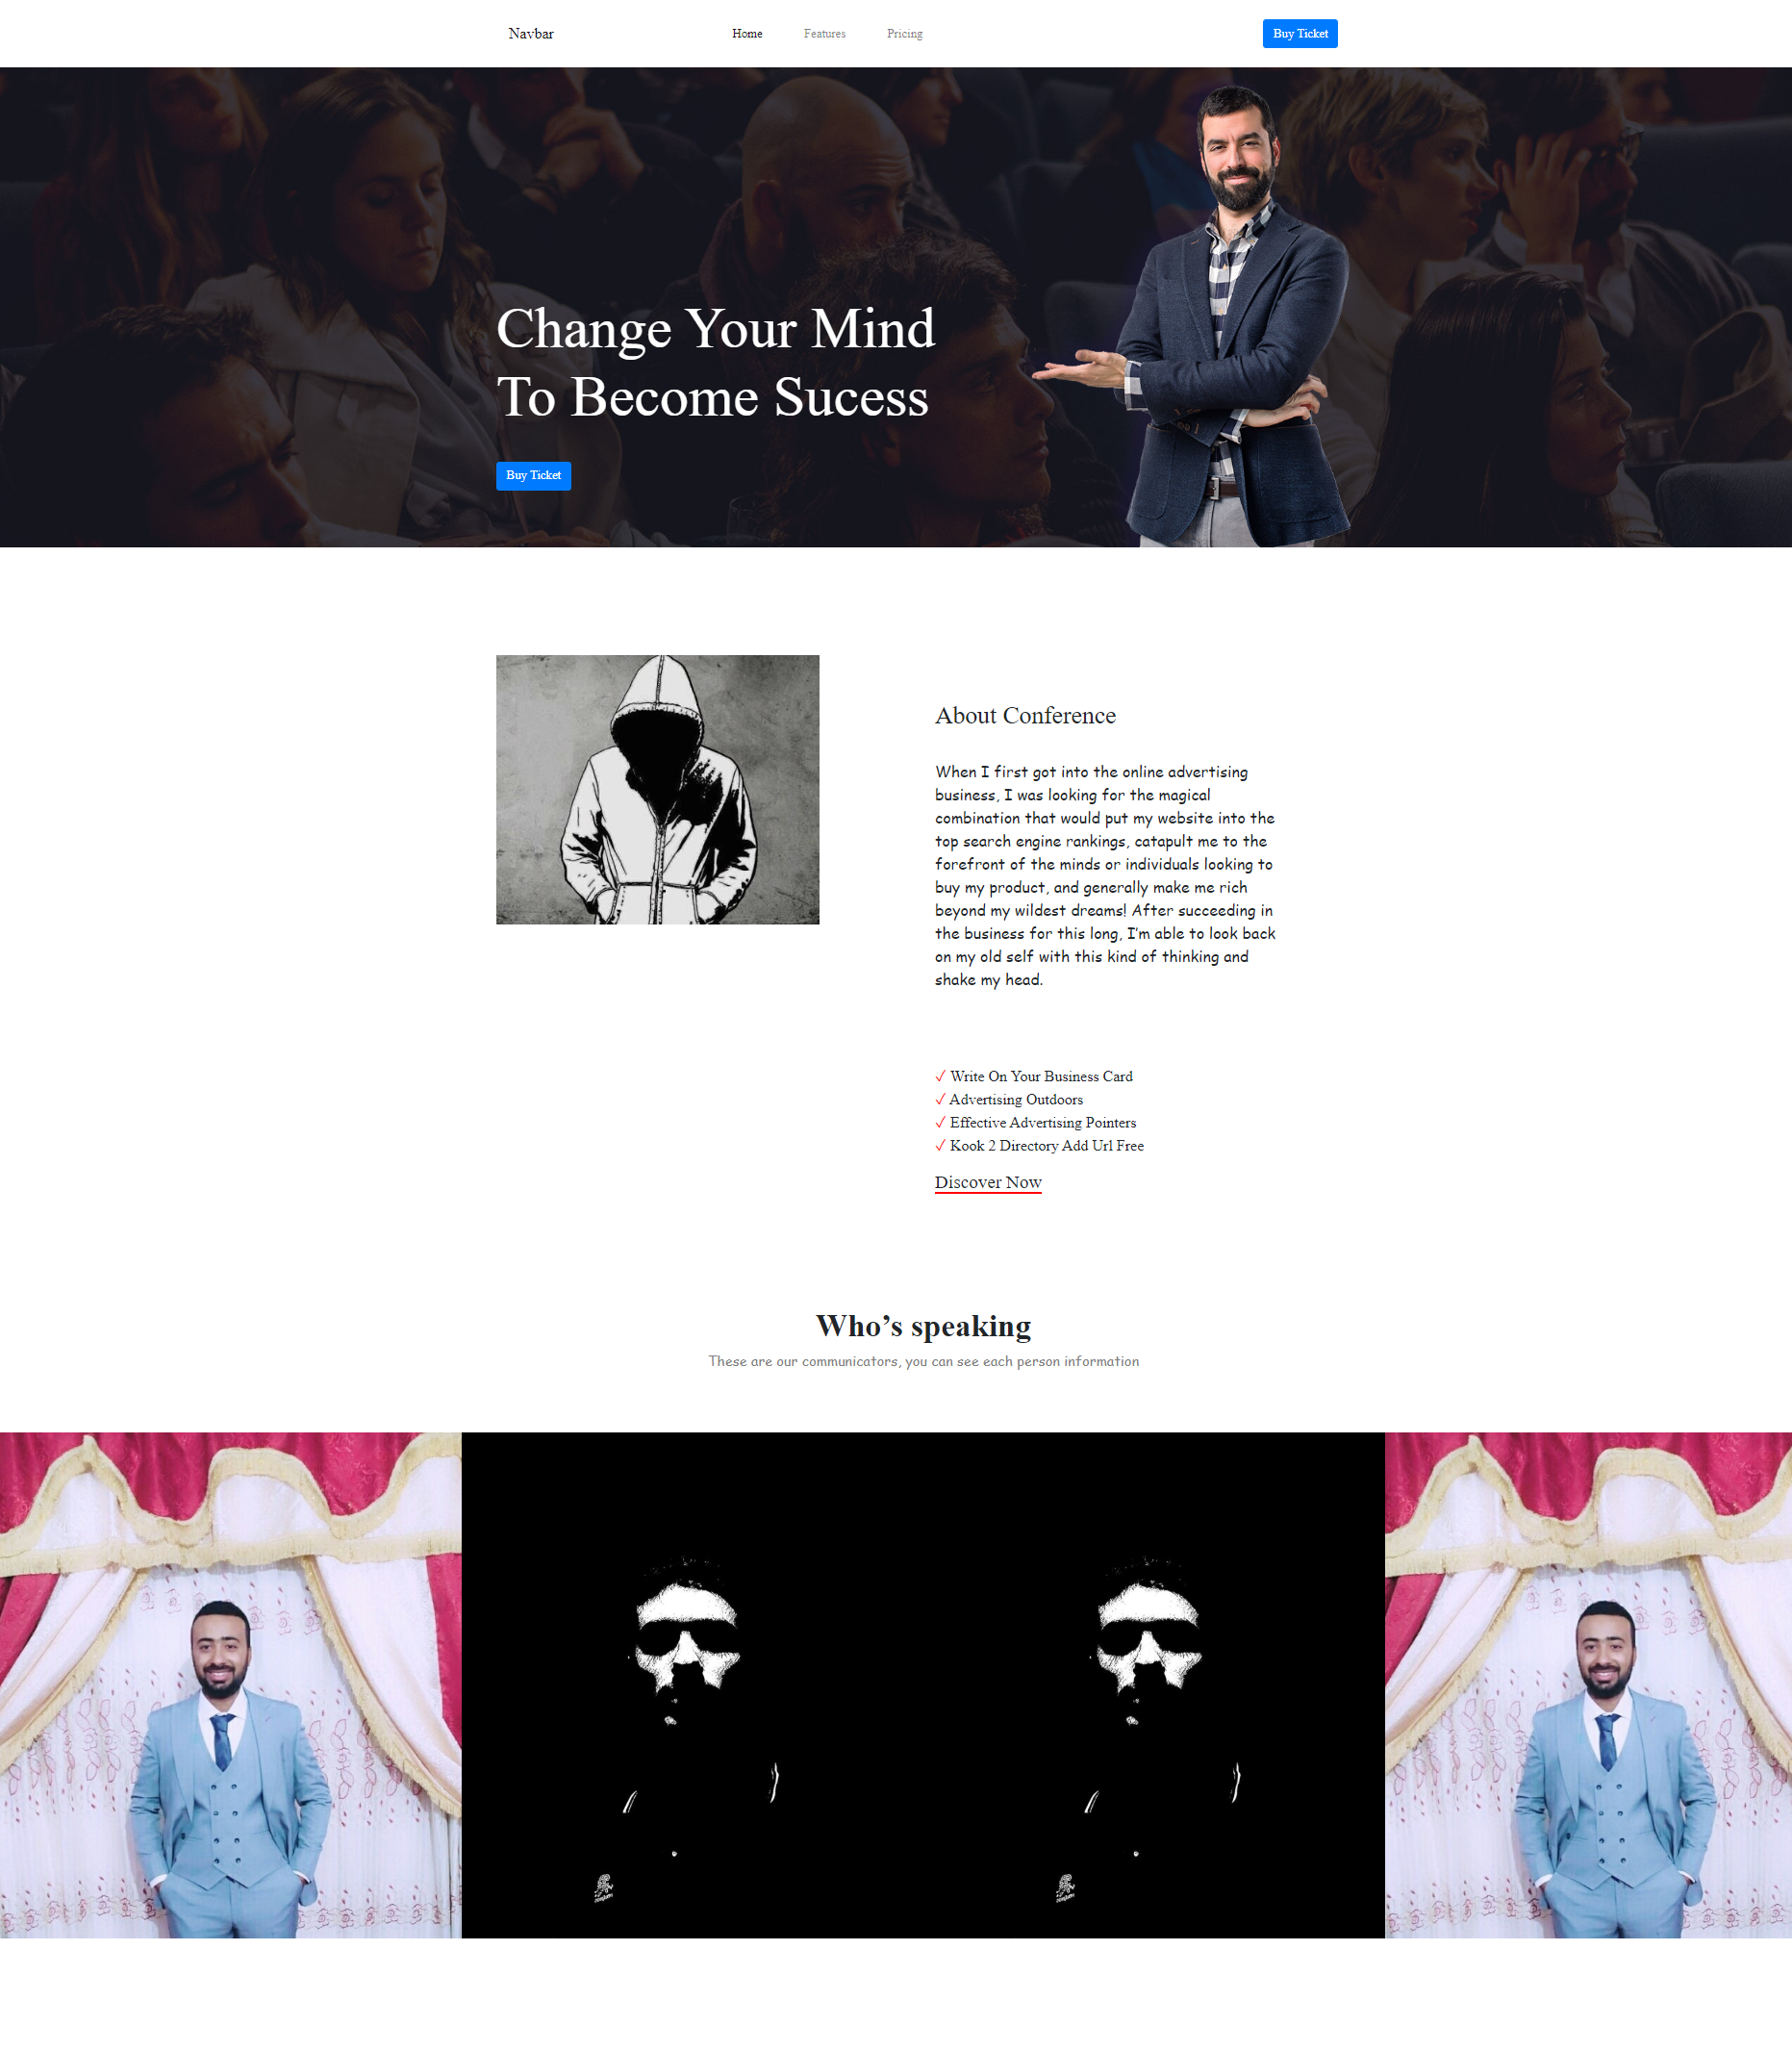 Navbar
Home
Features
Pricing
Buy Ticket
Change Your Mind
To Become Sucess
Buy Ticket
About Conference
When I first got into the online advertising
business, I was looking for the magical
combination that would put my website into the
top search engine rankings, catapult me to the
forefront of the minds or individuals looking to
buy my product, and generally make me rich
beyond my wildest dreams! After succeeding in
the business for this long, I'm able to look back
on my old self with this kind of thinking and
shake my head.
✓ Write On Your Business Card
✓ Advertising Outdoors
✓ Effective Advertising Pointers
✓ Kook 2 Directory Add Url Free
Discover Now
Who’s speaking
These are our communicators, you can see each person information